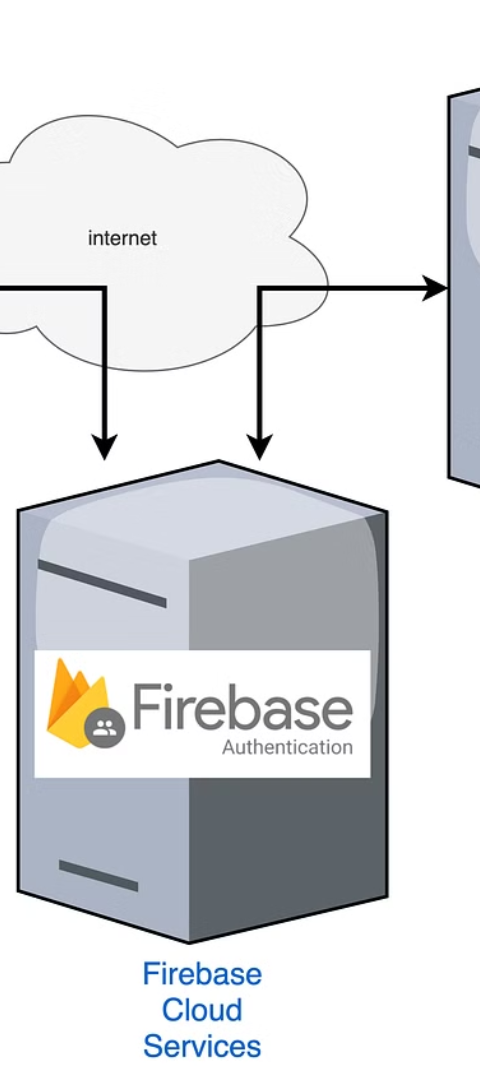 internet
Firebase
Authentication
Firebase
Cloud
Services